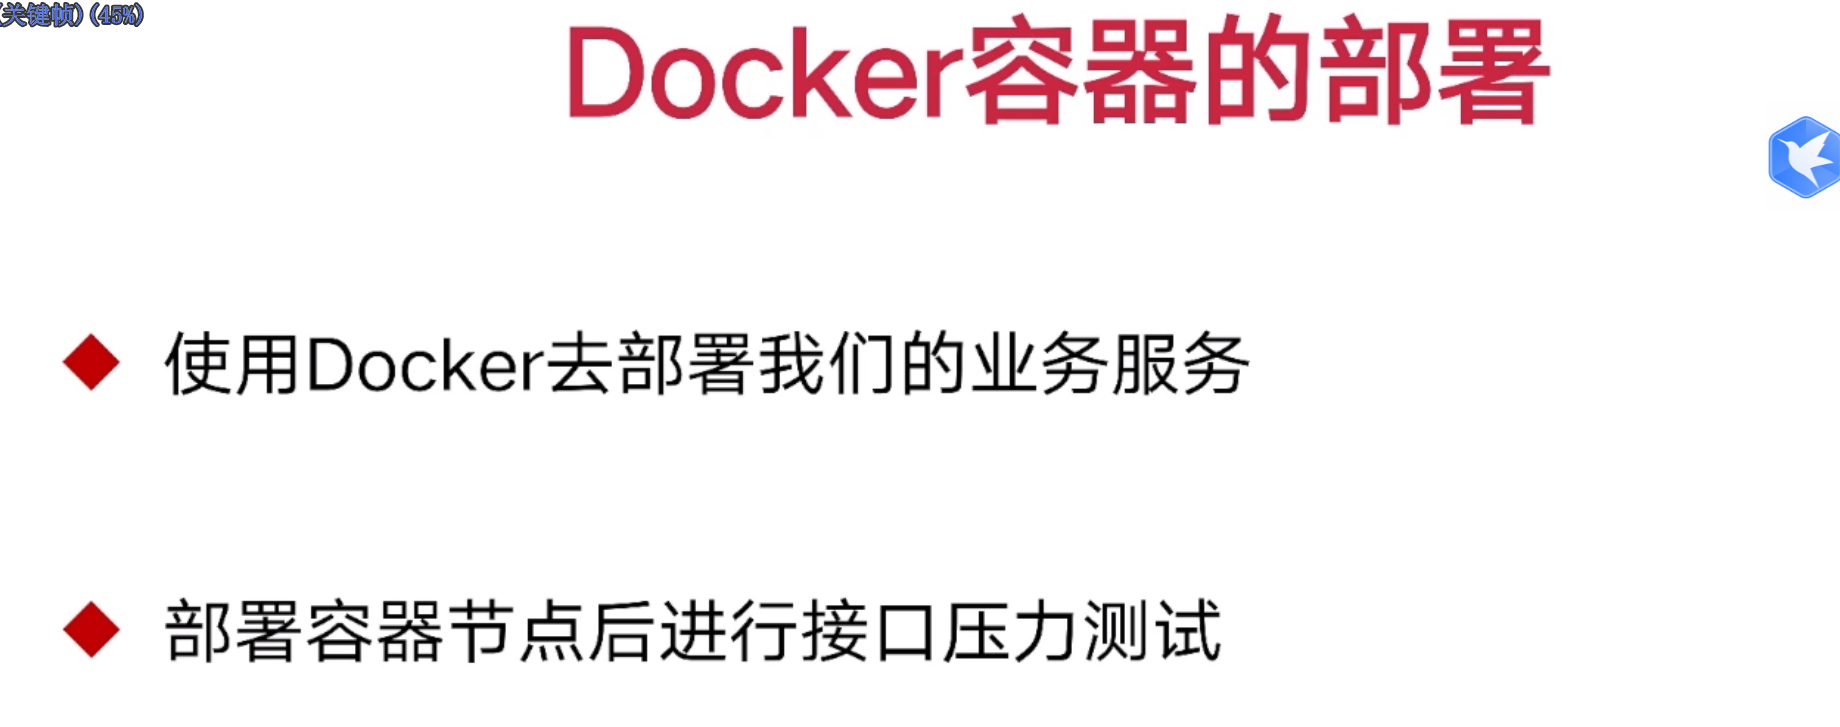 (关键帧)(45%)
Docker容器的部署
使用Docker去部署我们的业务服务
部署容器节点后进行接口压力测试